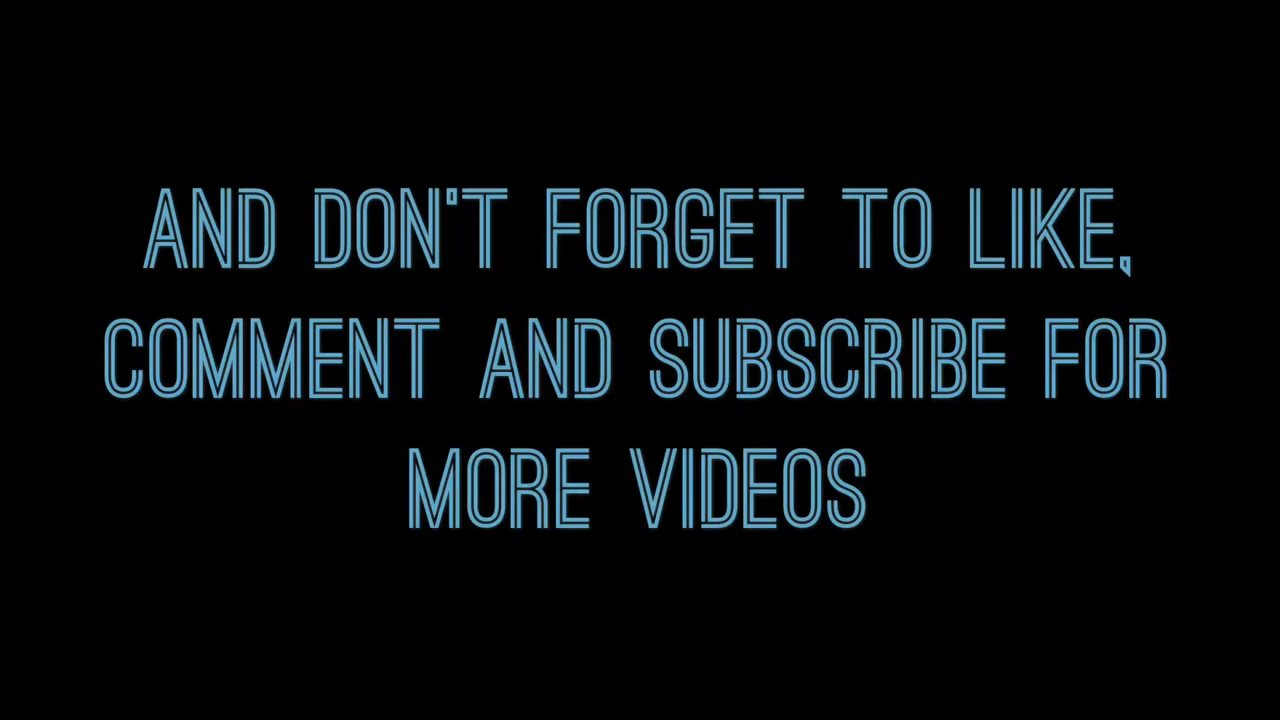 AND DON'T FORGET TO LIKE,
COMMENT AND SUBSCRIBE FOR
MORE VIDEOS